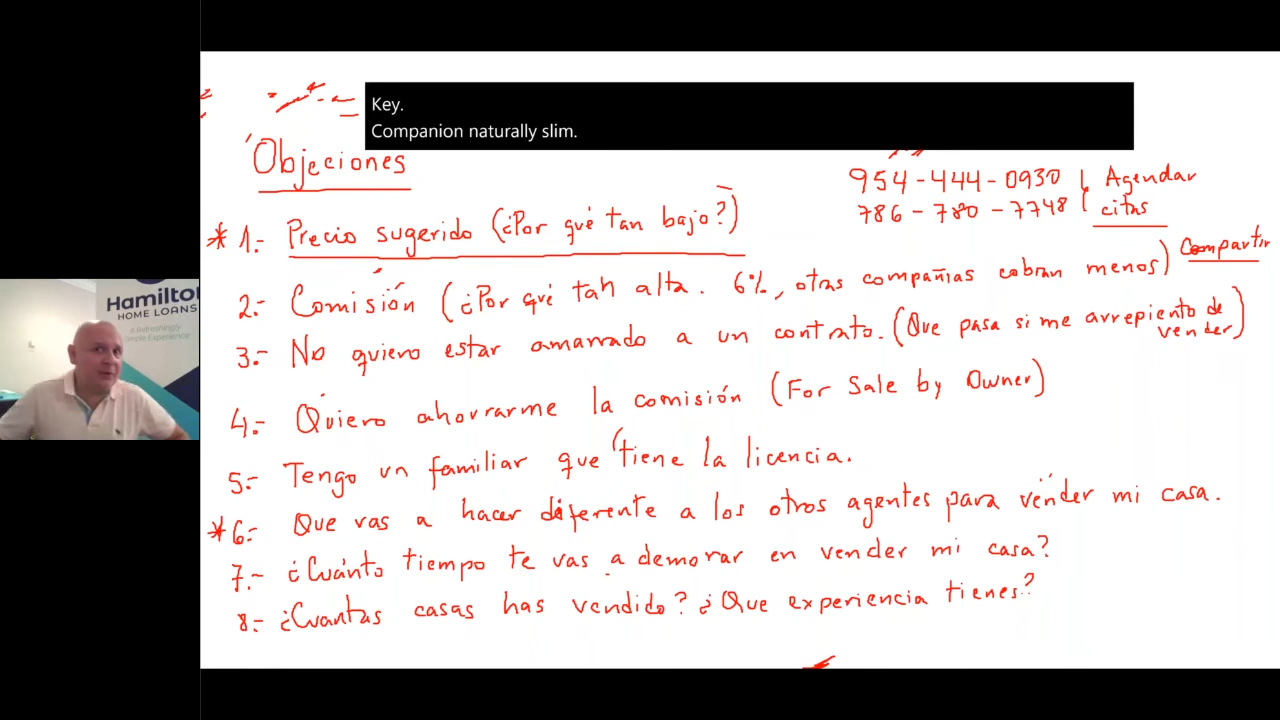 Key.
Companion naturally slim.
Objeciones
954-444-0930 Agendar
786-780-7748 citas
* 1.- Precio sugerido (¿Por qué tan bajo?)
Compartir
2.- Comisión (¿Por qué tan alta. 6%, otras compañias cobran menos)
3.- No quiero estar amarrado a un contrato. (Que pasa si me arrepiento de
vender)
4.- Quiero ahorrarme la comisión (For Sale by Owner)
5.- Tengo un familiar que tiene la licencia.
* 6.- Que vas a hacer diferente a los otros agentes para vender mi casa.
7.- ¿Cuánto tiempo te vas a demorar en vender mi casa?
8.- ¿Cuantas casas has vendido? ¿Que experiencia tienes?
Hamilton
HOME LOANS
A Refreshingly
Simple Experience